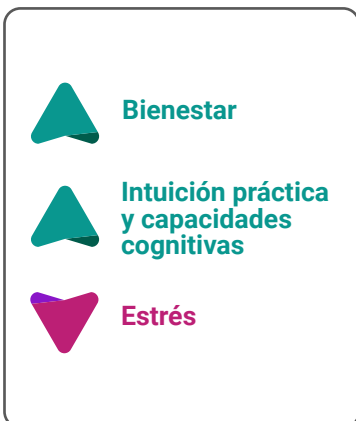 Bienestar
Intuición práctica
y capacidades
cognitivas
Estrés